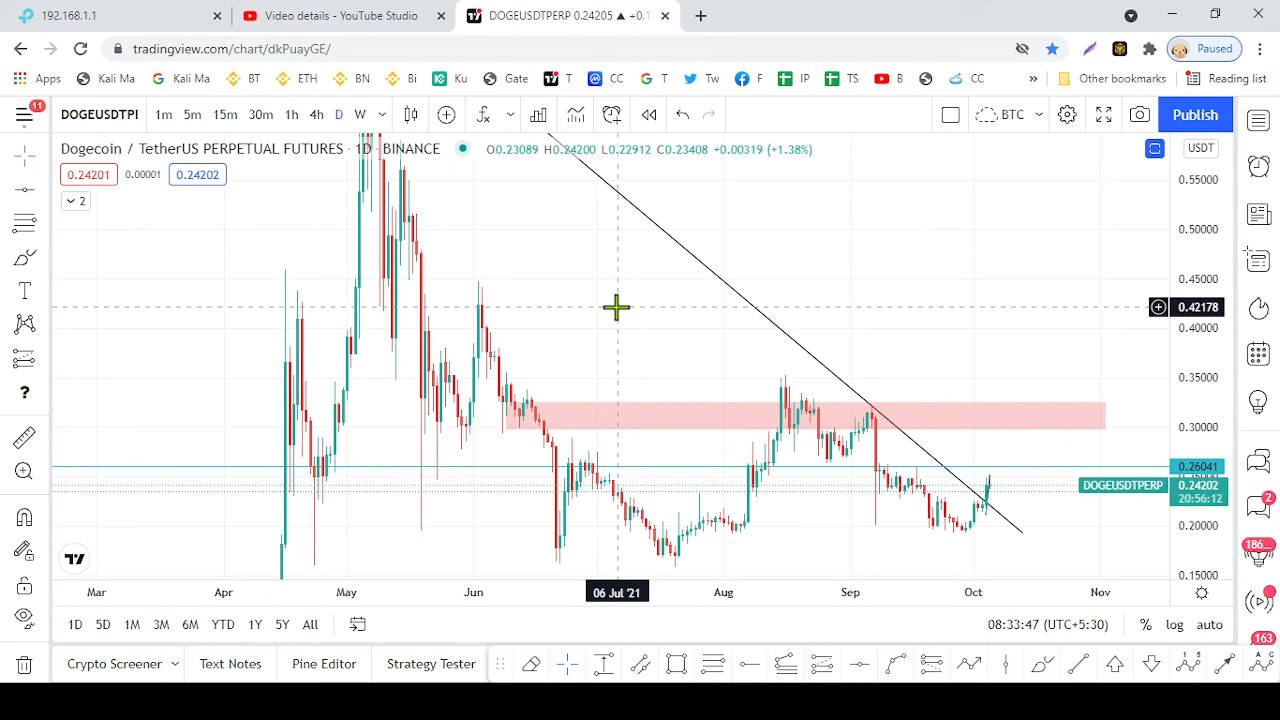 192.168.1.1
Video details - YouTube Studio
DOGEUSDTPERP 0.24205 ▲ +0.1
tradingview.com/chart/dkPuayGE/
Paused
Apps Kali Ma Kali Ma BT ETH BN Bi Ku Gate T CC T Tw F IP TS B CC » Other bookmarks Reading list
11 DOGEUSDTPI 1m 5m 15m 30m 1h 4h D W BTC Publish
Dogecoin / TetherUS PERPETUAL FUTURES · 1D · BINANCE O0.23089 H0.24200 L0.22912 C0.23408 +0.00319 (+1.38%) USDT
0.24201 0.00001 0.24202
2
0.55000
0.50000
0.45000
0.42178
0.40000
0.35000
0.30000
0.26041
DOGEUSDTPERP 0.24202
20:56:12
0.20000
0.15000
Mar Apr May Jun 06 Jul '21 Aug Sep Oct Nov
1D 5D 1M 3M 6M YTD 1Y 5Y All 08:33:47 (UTC+5:30) % log auto
Crypto Screener Text Notes Pine Editor Strategy Tester
2
186...
163